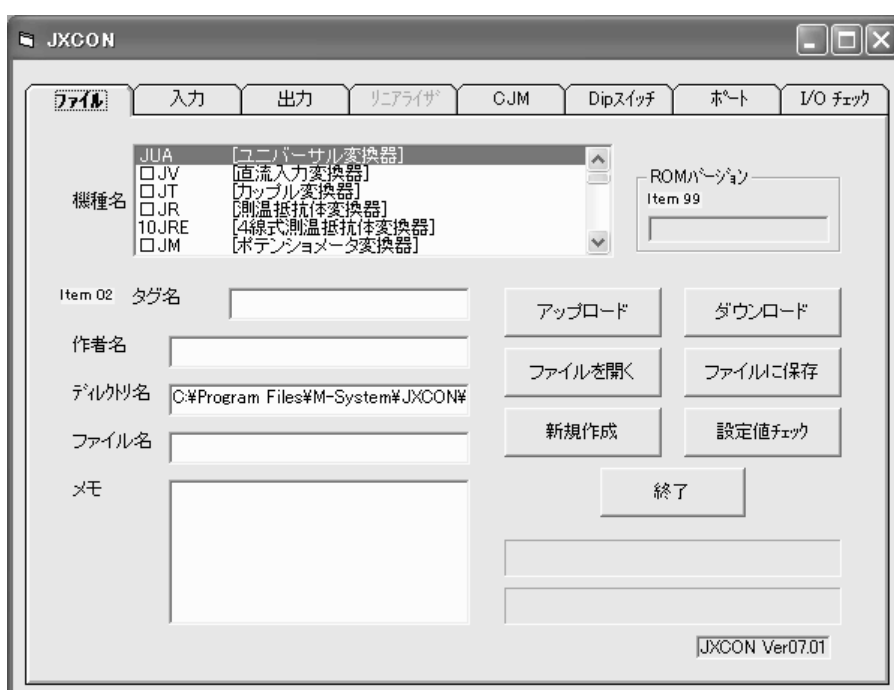 JXCON
ファイル 入力 出力 リニアライザ CJM Dipスイッチ ポート I/O チェック
機種名
JUA [ユニバーサル変換器]
□JV [直流入力変換器]
□JT [カップル変換器]
□JR [測温抵抗体変換器]
10JRE [4線式測温抵抗体変換器]
□JM [ポテンショメータ変換器]
ROMバージョン
Item 99
Item 02 タグ名
作者名
ディレクトリ名 C:¥Program Files¥M-System¥JXCON¥
ファイル名
メモ
アップロード ダウンロード
ファイルを開く ファイルに保存
新規作成 設定値チェック
終了
JXCON Ver07.01